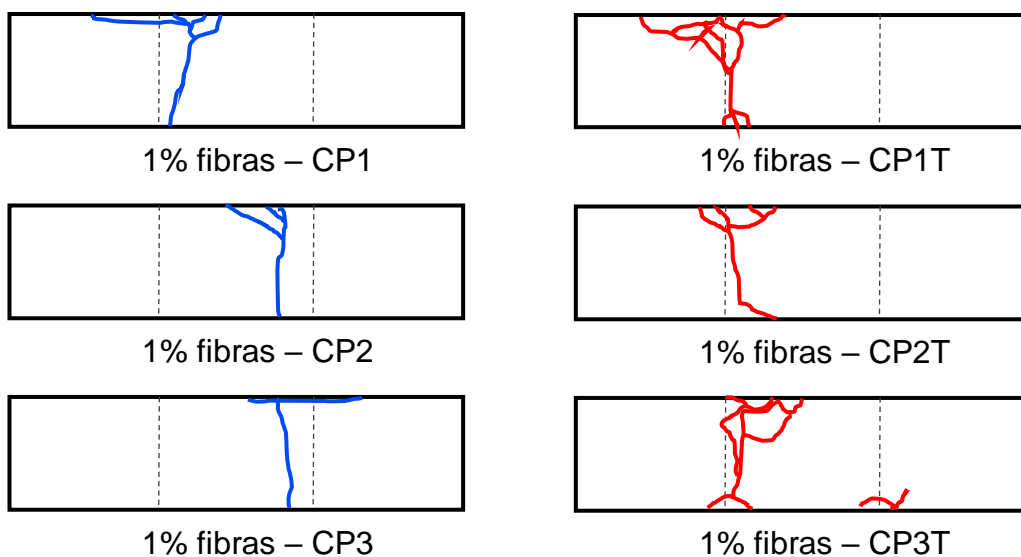 1% fibras – CP1
1% fibras – CP1T
1% fibras – CP2
1% fibras – CP2T
1% fibras – CP3
1% fibras – CP3T